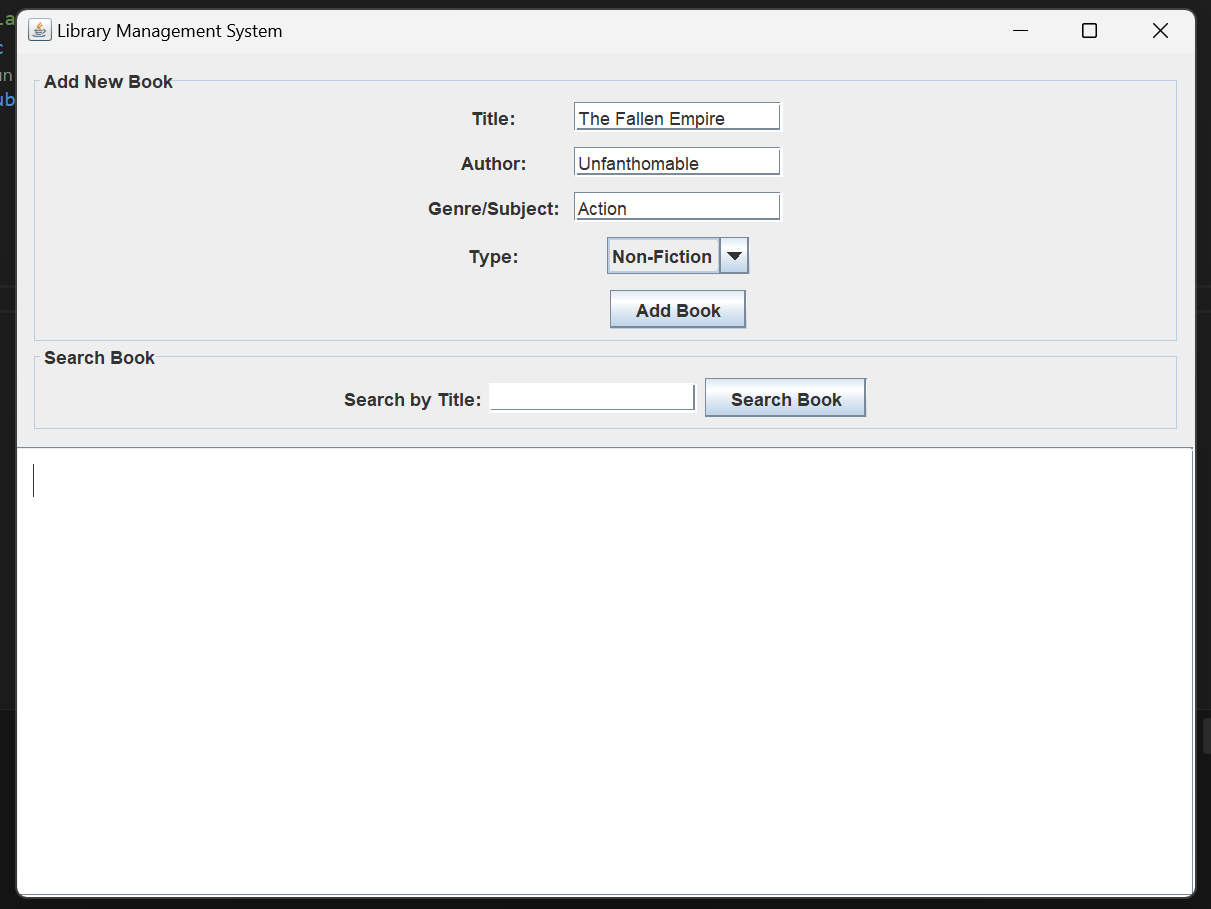 Library Management System
Add New Book
Title: The Fallen Empire
Author: Unfanthomable
Genre/Subject: Action
Type: Non-Fiction
Add Book
Search Book
Search by Title: Search Book